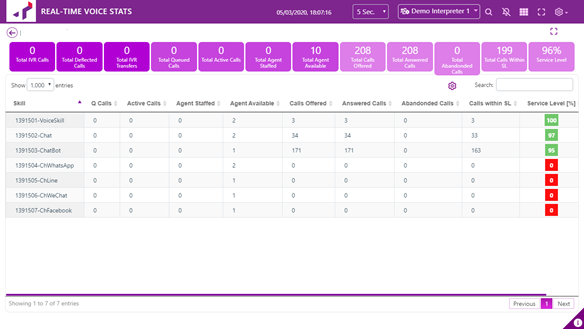 REAL-TIME VOICE STATS 05/03/2020, 18:07:16 5 Sec. Demo Interpreter 1
0 0 0 0 0 0 10 208 208 0 199 96%
Total IVR Calls Total Deflected Calls Total IVR Transfers Total Queued Calls Total Active Calls Total Agent Staffed Total Agent Available Total Calls Offered Total Answered Calls Total Abandonded Calls Total Calls Within SL Service Level
Show 1,000 entries Search:
Skill Q Calls Active Calls Agent Staffed Agent Available Calls Offered Answered Calls Abandonded Calls Calls within SL Service Level [%]
1391501-VoiceSkill 0 0 0 2 3 3 0 3 100
1391502-Chat 0 0 0 2 34 34 0 33 97
1391503-ChatBot 0 0 0 1 171 171 0 163 95
1391504-ChWhatsApp 0 0 0 2 0 0 0 0 0
1391505-ChLine 0 0 0 1 0 0 0 0 0
1391506-ChWeChat 0 0 0 1 0 0 0 0 0
1391507-ChFacebook 0 0 0 1 0 0 0 0 0
Showing 1 to 7 of 7 entries Previous 1 Next